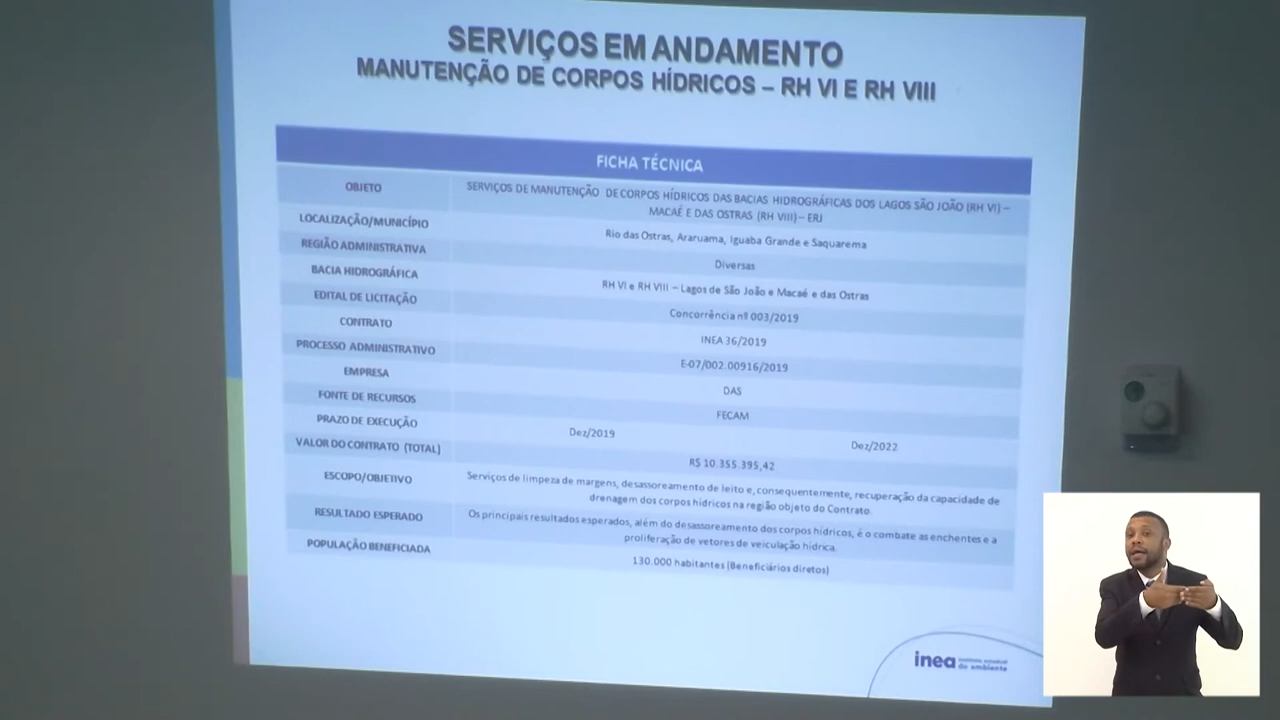 SERVIÇOS EM ANDAMENTO
MANUTENÇÃO DE CORPOS HÍDRICOS – RH VI E RH VIII
FICHA TÉCNICA
OBJETO
SERVIÇOS DE MANUTENÇÃO DE CORPOS HÍDRICOS DAS BACIAS HIDROGRÁFICAS DOS LAGOS SÃO JOÃO (RH VI) –
MACAÉ E DAS OSTRAS (RH VIII) – ERJ
LOCALIZAÇÃO/MUNICÍPIO
Rio das Ostras, Araruama, Iguaba Grande e Saquarema
REGIÃO ADMINISTRATIVA
Diversas
BACIA HIDROGRÁFICA
RH VI e RH VIII – Lagos de São João e Macaé e das Ostras
EDITAL DE LICITAÇÃO
Concorrência nº 003/2019
CONTRATO
INEA 36/2019
PROCESSO ADMINISTRATIVO
E-07/002.00916/2019
EMPRESA
DAS
FONTE DE RECURSOS
FECAM
PRAZO DE EXECUÇÃO
Dez/2019
Dez/2022
VALOR DO CONTRATO (TOTAL)
R$ 10.355.395,42
ESCOPO/OBJETIVO
Serviços de limpeza de margens, desassoreamento de leito e, consequentemente, recuperação da capacidade de
drenagem dos corpos hídricos na região objeto do Contrato.
RESULTADO ESPERADO
Os principais resultados esperados, além do desassoreamento dos corpos hídricos, é o combate as enchentes e a
proliferação de vetores de veiculação hídrica.
POPULAÇÃO BENEFICIADA
130.000 habitantes (Beneficiários diretos)
inea
instituto estadual
do ambiente